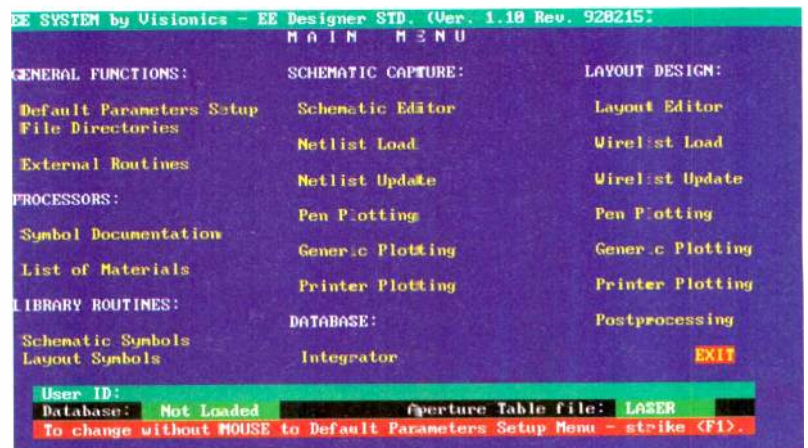 EE SYSTEM by Visionics - EE Designer STD. (Ver. 1.10 Rev. 920215)
MAIN MENU
GENERAL FUNCTIONS:
Default Parameters Setup
File Directories
External Routines
PROCESSORS:
Symbol Documentation
List of Materials
LIBRARY ROUTINES:
Schematic Symbols
Layout Symbols
SCHEMATIC CAPTURE:
Schematic Editor
Netlist Load
Netlist Update
Pen Plotting
Generic Plotting
Printer Plotting
DATABASE:
Integrator
LAYOUT DESIGN:
Layout Editor
Wirelist Load
Wirelist Update
Pen Plotting
Generic Plotting
Printer Plotting
Postprocessing
EXIT
User ID:
Database: Not Loaded Aperture Table file: LASER
To change without MOUSE to Default Parameters Setup Menu - strike <F1>.